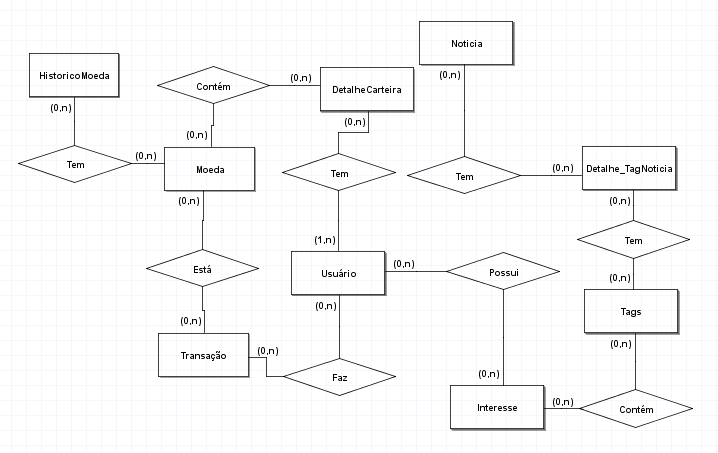 Noticia
(0,n)
HistoricoMoeda
(0,n)
Contém
(0,n)
DetalheCarteira
(0,n)
(0,n)
Tem
(0,n)
Moeda
(0,n)
Tem
Tem
(0,n)
Detalhe_TagNoticia
(0,n)
Tem
(0,n)
(1,n)
Está
(0,n)
Usuário
(0,n)
(0,n)
Possui
(0,n)
Tags
(0,n)
Transação
(0,n)
Faz
Interesse
(0,n)
Contém